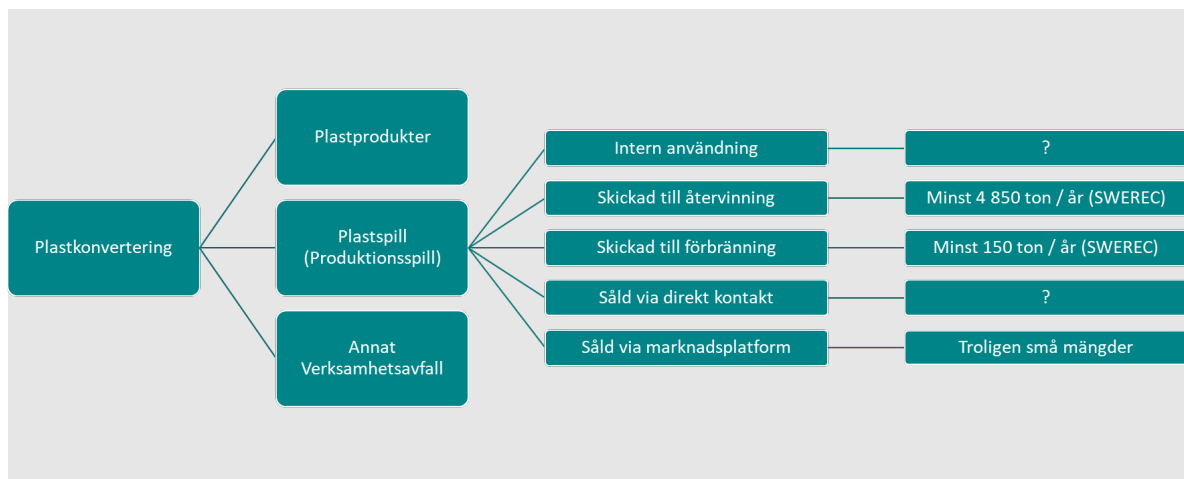 Plastkonvertering
Plastprodukter
Plastspill
(Produktionsspill)
Annat
Verksamhetsavfall
Intern användning
?
Skickad till återvinning
Minst 4 850 ton / år (SWEREC)
Skickad till förbränning
Minst 150 ton / år (SWEREC)
Såld via direkt kontakt
?
Såld via marknadsplatform
Troligen små mängder